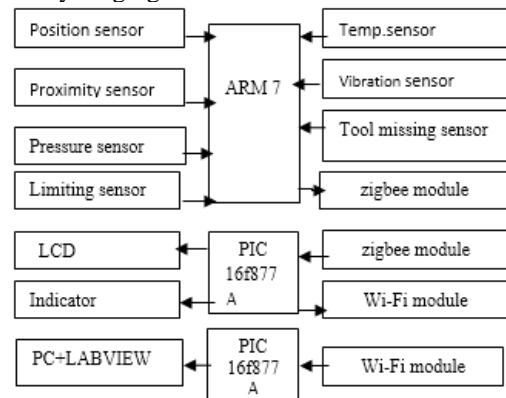 Position sensor
Temp.sensor
Proximity sensor
ARM 7
Vibration sensor
Tool missing sensor
Pressure sensor
Limiting sensor
zigbee module
LCD
PIC
16f877
A
zigbee module
Indicator
Wi-Fi module
PC+LABVIEW
PIC
16f877
A
Wi-Fi module